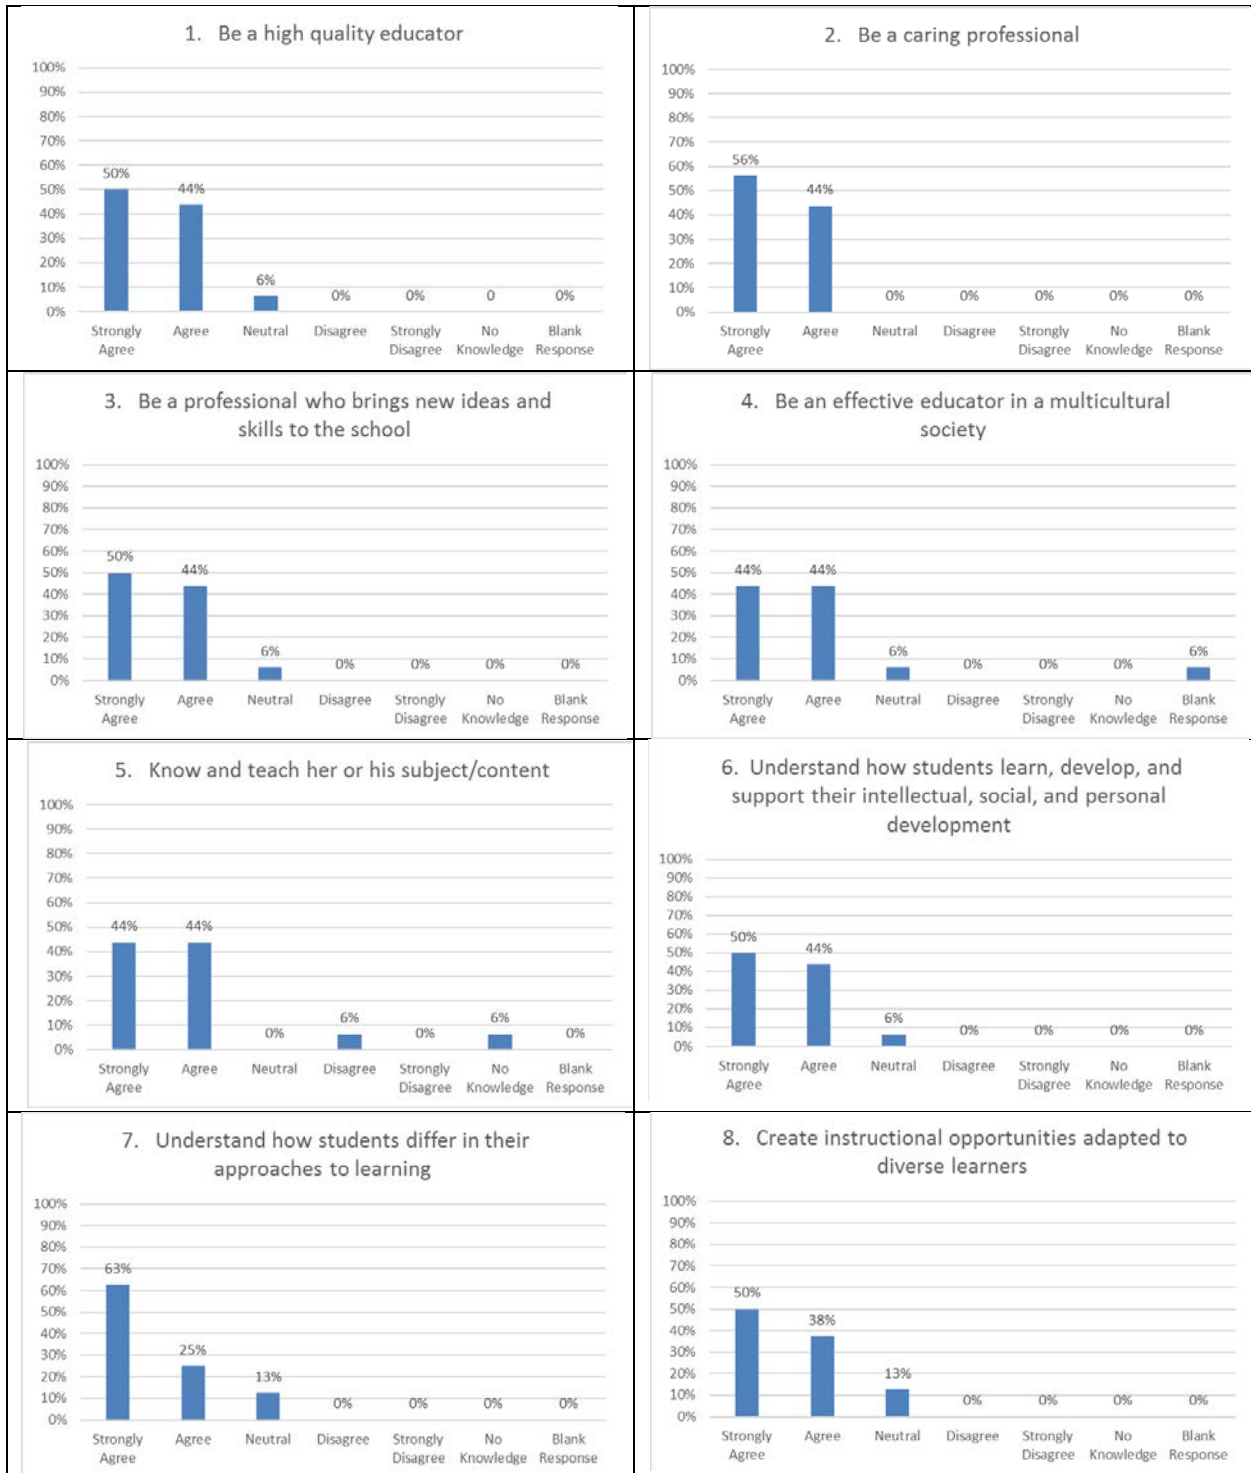 1. Be a high quality educator
100%
90%
80%
70%
60%
50%
40%
30%
20%
10%
0%
50%
44%
6%
0%
0%
0
0%
Strongly Agree
Agree
Neutral
Disagree
Strongly Disagree
No Knowledge
Blank Response
2. Be a caring professional
100%
90%
80%
70%
60%
50%
40%
30%
20%
10%
0%
56%
44%
0%
0%
0%
0%
0%
Strongly Agree
Agree
Neutral
Disagree
Strongly Disagree
No Knowledge
Blank Response
3. Be a professional who brings new ideas and
skills to the school
100%
90%
80%
70%
60%
50%
40%
30%
20%
10%
0%
50%
44%
6%
0%
0%
0%
0%
Strongly Agree
Agree
Neutral
Disagree
Strongly Disagree
No Knowledge
Blank Response
4. Be an effective educator in a multicultural
society
100%
90%
80%
70%
60%
50%
40%
30%
20%
10%
0%
44%
44%
6%
0%
0%
0%
6%
Strongly Agree
Agree
Neutral
Disagree
Strongly Disagree
No Knowledge
Blank Response
5. Know and teach her or his subject/content
100%
90%
80%
70%
60%
50%
40%
30%
20%
10%
0%
44%
44%
0%
6%
0%
6%
0%
Strongly Agree
Agree
Neutral
Disagree
Strongly Disagree
No Knowledge
Blank Response
6. Understand how students learn, develop, and
support their intellectual, social, and personal
development
100%
90%
80%
70%
60%
50%
40%
30%
20%
10%
0%
50%
44%
6%
0%
0%
0%
0%
Strongly Agree
Agree
Neutral
Disagree
Strongly Disagree
No Knowledge
Blank Response
7. Understand how students differ in their
approaches to learning
100%
90%
80%
70%
60%
50%
40%
30%
20%
10%
0%
63%
25%
13%
0%
0%
0%
0%
Strongly Agree
Agree
Neutral
Disagree
Strongly Disagree
No Knowledge
Blank Response
8. Create instructional opportunities adapted to
diverse learners
100%
90%
80%
70%
60%
50%
40%
30%
20%
10%
0%
50%
38%
13%
0%
0%
0%
0%
Strongly Agree
Agree
Neutral
Disagree
Strongly Disagree
No Knowledge
Blank Response